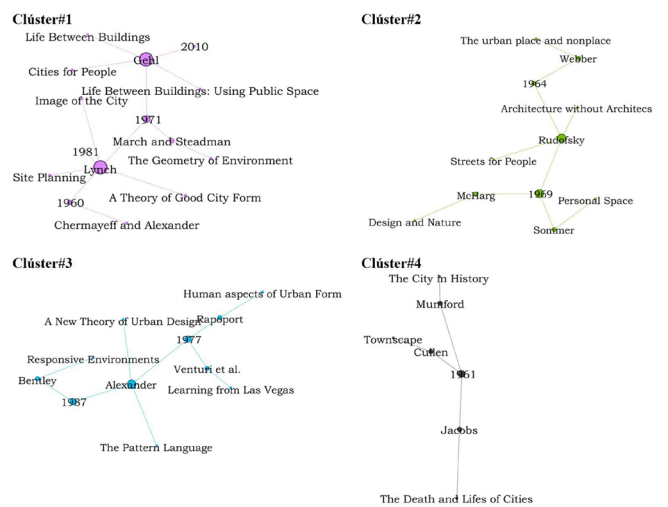 Clúster#1
Life Between Buildings
2010
Gehl
Cities for People
Life Between Buildings: Using Public Space
Image of the City
1971
March and Steadman
1981
The Geometry of Environment
Lynch
Site Planning
A Theory of Good City Form
1960
Chermayeff and Alexander
Clúster#2
The urban place and nonplace
Webber
1964
Architecture without Architecs
Rudofsky
Streets for People
McHarg
1969
Personal Space
Design and Nature
Sommer
Clúster#3
Human aspects of Urban Form
A New Theory of Urban Design
Rapoport
1977
Responsive Environments
Venturi et al.
Bentley
Alexander
Learning from Las Vegas
1987
The Pattern Language
Clúster#4
The City in History
Mumford
Townscape
Cullen
1961
Jacobs
The Death and Lifes of Cities